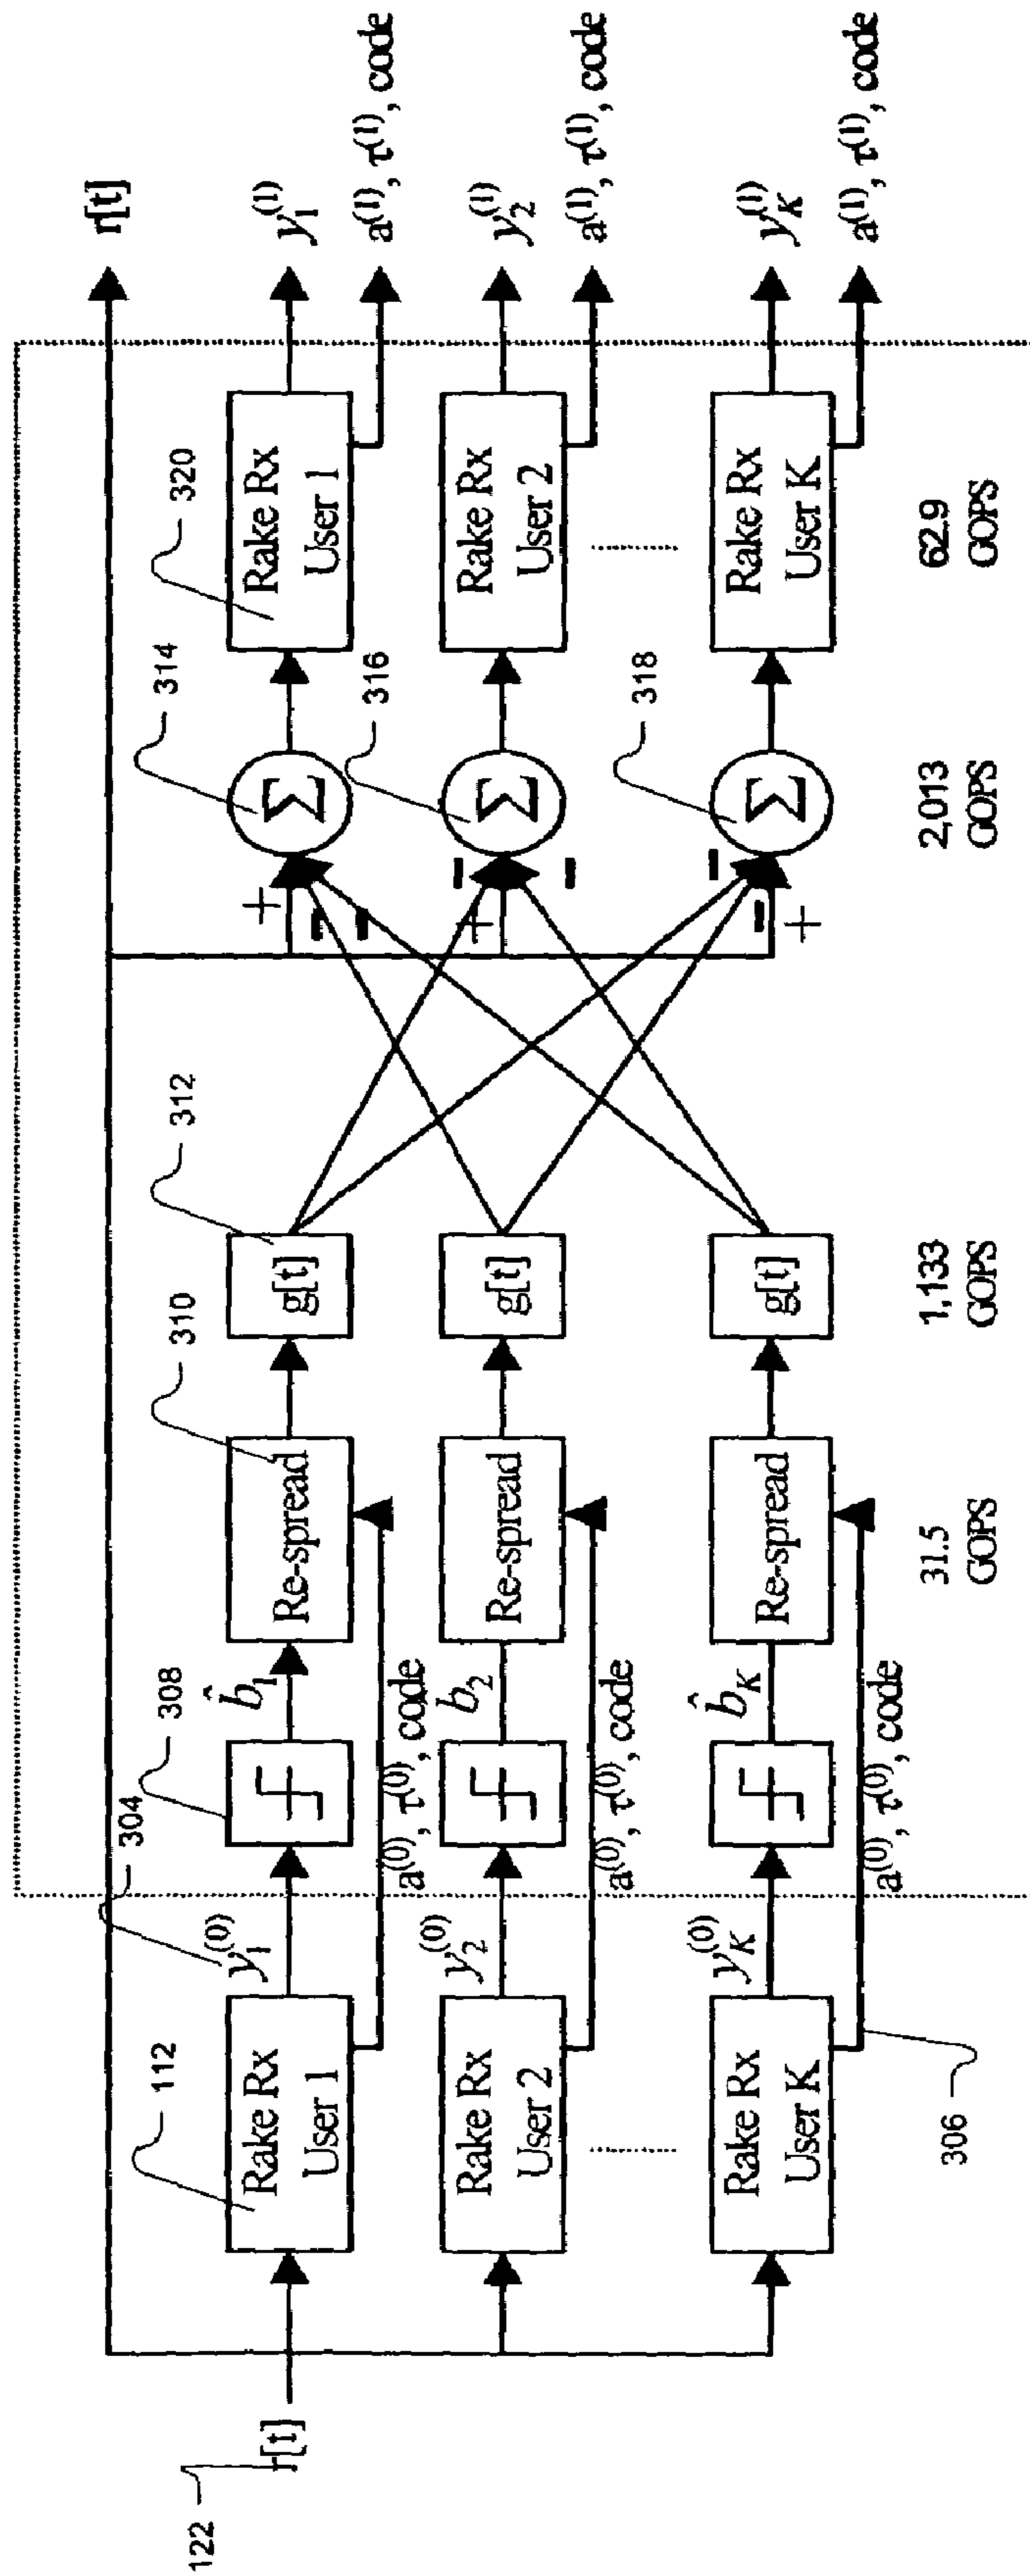 122
r[t]
r[t]
112
304
308
310
312
314
320
Rake Rx
User 1
y₁⁽⁰⁾
b̂₁
Re-spread
g[t]
+
-
-
Σ
Rake Rx
User 1
y₁⁽¹⁾
a⁽⁰⁾, τ⁽⁰⁾, code
a⁽¹⁾, τ⁽¹⁾, code
316
Rake Rx
User 2
y₂⁽⁰⁾
b₂
Re-spread
g[t]
-
+
-
Σ
Rake Rx
User 2
y₂⁽¹⁾
a⁽⁰⁾, τ⁽⁰⁾, code
a⁽¹⁾, τ⁽¹⁾, code
318
Rake Rx
User K
y_K⁽⁰⁾
b̂_K
Re-spread
g[t]
-
-
+
Σ
Rake Rx
User K
y_K⁽¹⁾
a⁽⁰⁾, τ⁽⁰⁾, code
a⁽¹⁾, τ⁽¹⁾, code
306
31.5
GOPS
1,133
GOPS
2,013
GOPS
62.9
GOPS